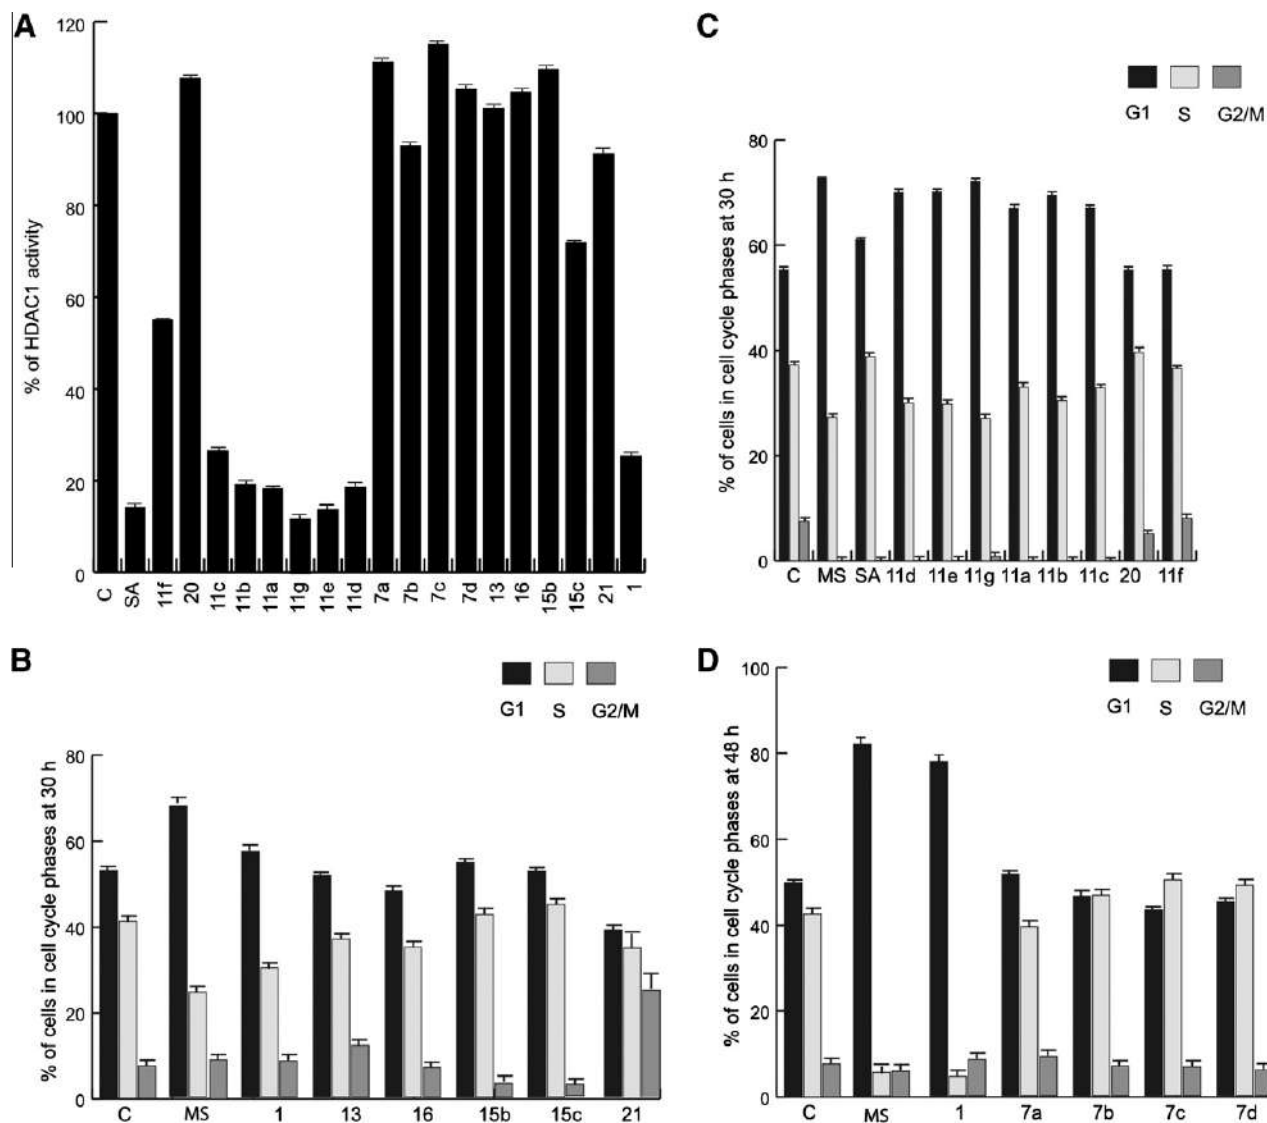 A
% of HDAC1 activity
120
100
80
60
40
20
0
C SA 11f 20 11c 11b 11a 11g 11e 11d 7a 7b 7c 7d 13 16 15b 15c 21 1
C
G1 S G2/M
% of cells in cell cycle phases at 30 h
80
60
40
20
0
C MS SA 11d 11e 11g 11a 11b 11c 20 11f
B
G1 S G2/M
% of cells in cell cycle phases at 30 h
80
60
40
20
0
C MS 1 13 16 15b 15c 21
D
G1 S G2/M
% of cells in cell cycle phases at 48 h
100
80
60
40
20
0
C MS 1 7a 7b 7c 7d